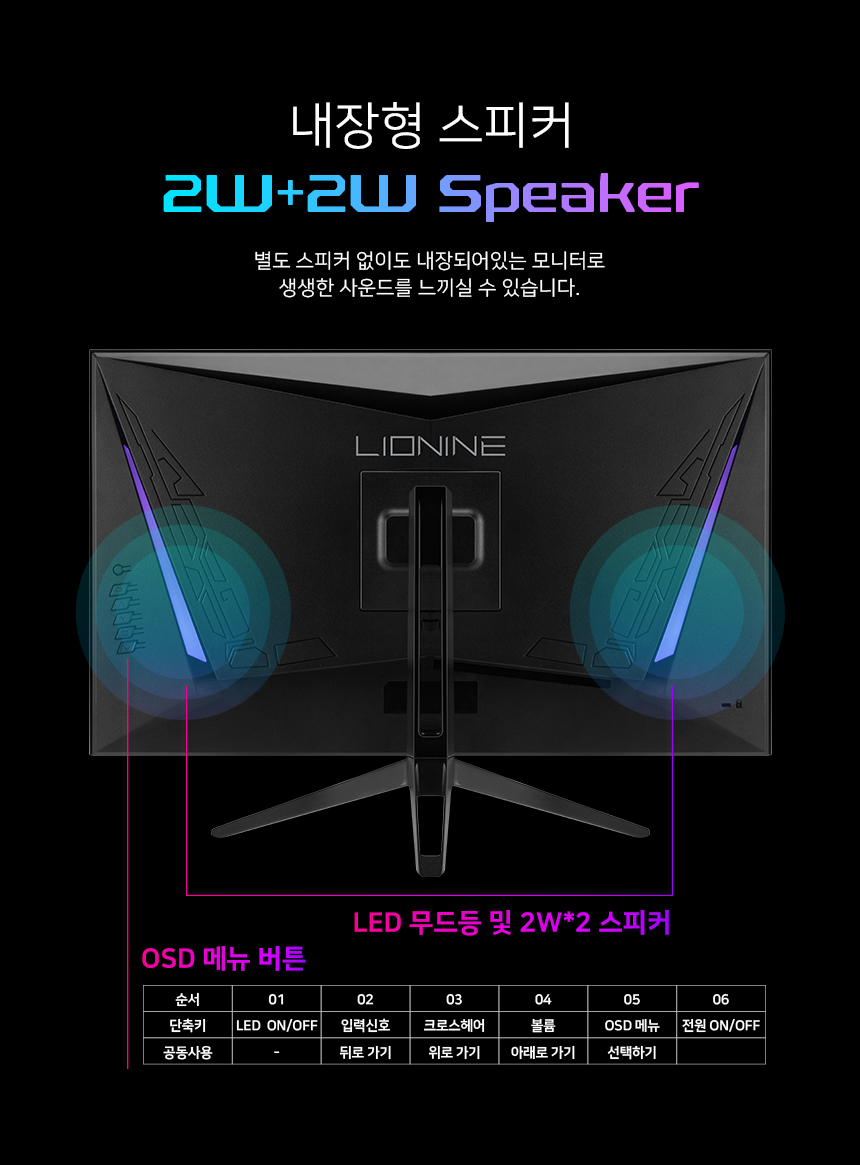 내장형 스피커
2W+2W Speaker
별도 스피커 없이도 내장되어있는 모니터로
생생한 사운드를 느끼실 수 있습니다.
LIONINE
LED 무드등 및 2W*2 스피커
OSD 메뉴 버튼
순서 01 02 03 04 05 06
단축키 LED ON/OFF 입력신호 크로스헤어 볼륨 OSD 메뉴 전원 ON/OFF
공동사용 - 뒤로 가기 위로 가기 아래로 가기 선택하기